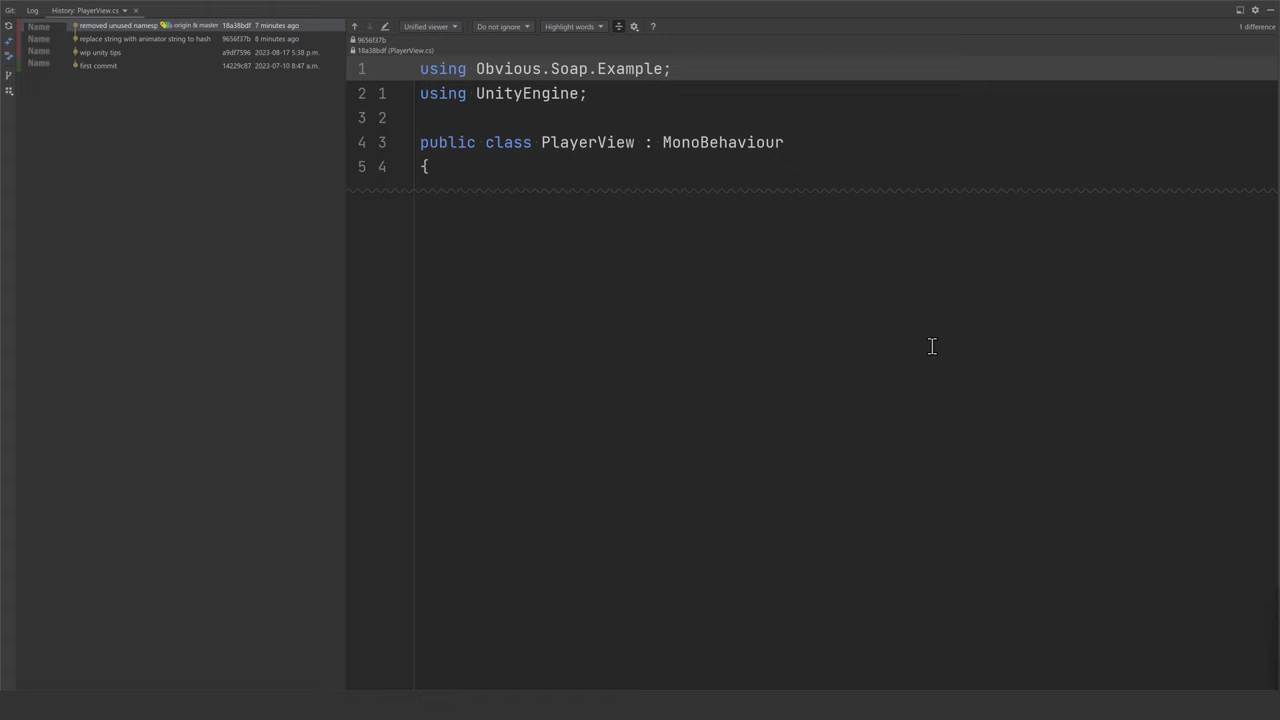 Git: Log History: PlayerView.cs
Name removed unused namesp origin & master 18a38bdf 7 minutes ago
Name replace string with animator string to hash 9656f37b 8 minutes ago
Name wip unity tips a9df7596 2023-08-17 5:38 p.m.
Name first commit 14229c87 2023-07-10 8:47 a.m.
Unified viewer Do not ignore Highlight words ? 1 difference
9656f37b
18a38bdf (PlayerView.cs)
1 using Obvious.Soap.Example;
2 1 using UnityEngine;
3 2
4 3 public class PlayerView : MonoBehaviour
5 4 {